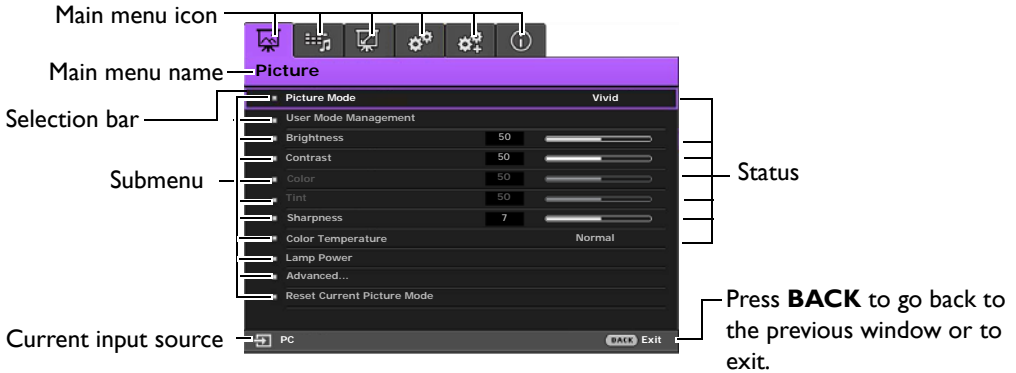 Main menu icon
Main menu name
Picture
Selection bar
Picture Mode Vivid
User Mode Management
Brightness 50
Contrast 50
Submenu
Color 50
Status
Tint 50
Sharpness 7
Color Temperature Normal
Lamp Power
Advanced...
Reset Current Picture Mode
Current input source
PC
BACK Exit
Press BACK to go back to
the previous window or to
exit.